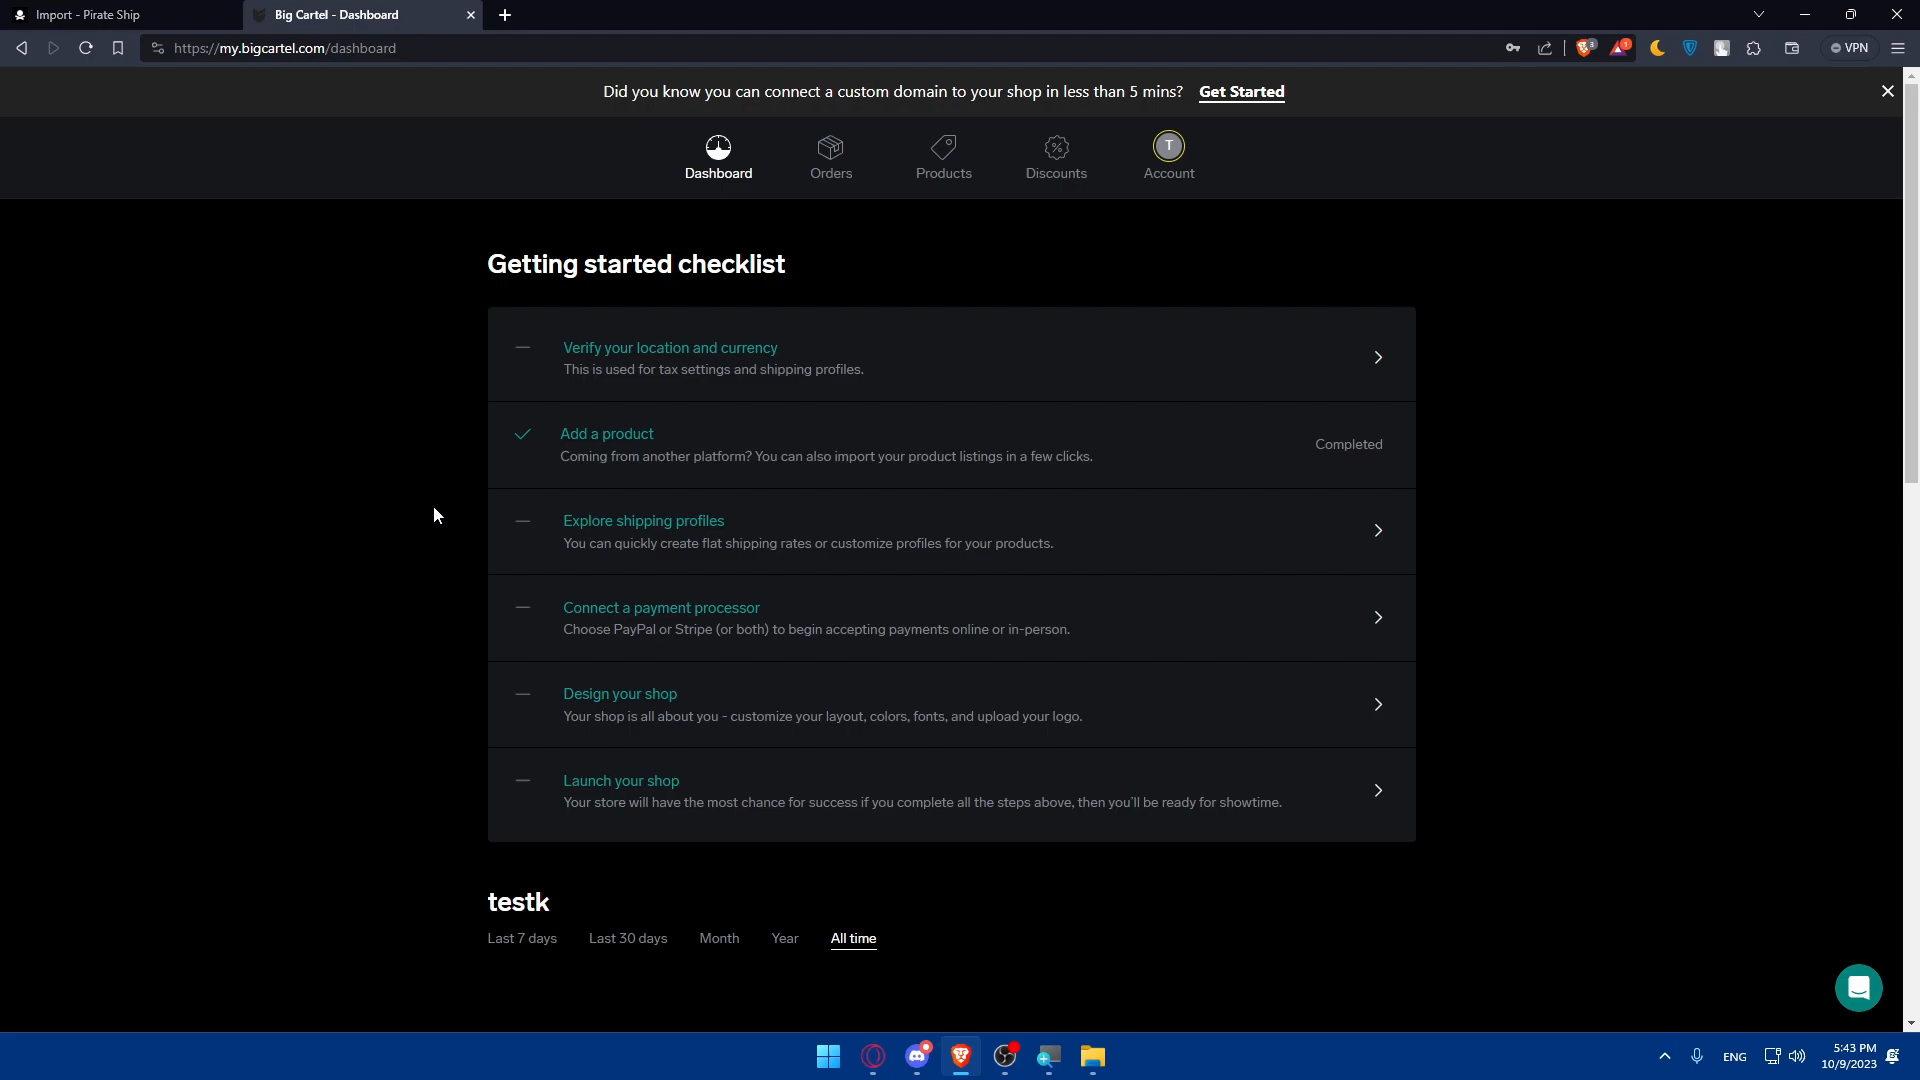 Import - Pirate Ship
Big Cartel - Dashboard
https://my.bigcartel.com/dashboard
3
1
VPN
Did you know you can connect a custom domain to your shop in less than 5 mins? Get Started
T
Dashboard Orders Products Discounts Account
Getting started checklist
Verify your location and currency
This is used for tax settings and shipping profiles.
Add a product
Coming from another platform? You can also import your product listings in a few clicks.
Completed
Explore shipping profiles
You can quickly create flat shipping rates or customize profiles for your products.
Connect a payment processor
Choose PayPal or Stripe (or both) to begin accepting payments online or in-person.
Design your shop
Your shop is all about you - customize your layout, colors, fonts, and upload your logo.
Launch your shop
Your store will have the most chance for success if you complete all the steps above, then you'll be ready for showtime.
testk
Last 7 days Last 30 days Month Year All time
ENG
5:43 PM
10/9/2023